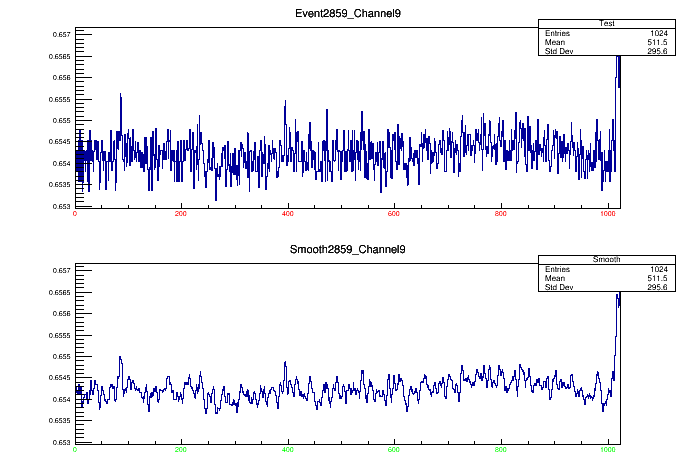 Event2859_Channel9
Test
Entries 1024
Mean 511.5
Std Dev 295.6
0.657
0.6565
0.656
0.6555
0.655
0.6545
0.654
0.6535
0.653
0 200 400 600 800 1000
Smooth2859_Channel9
Smooth
Entries 1024
Mean 511.5
Std Dev 295.6
0.657
0.6565
0.656
0.6555
0.655
0.6545
0.654
0.6535
0.653
0 200 400 600 800 1000